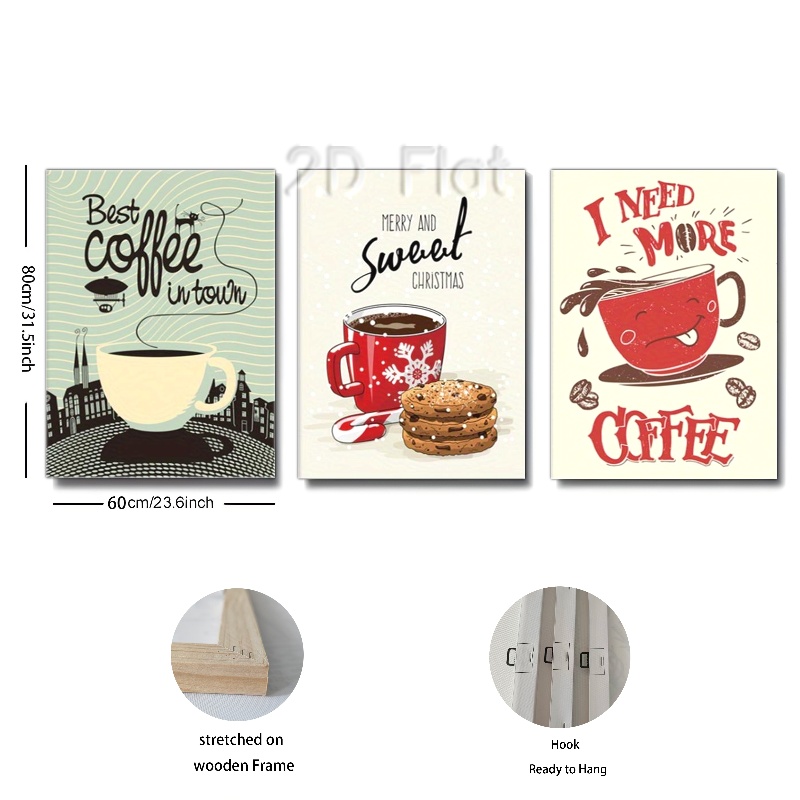 2D Flat
Best
coffee
in town
MERRY AND
sweet
CHRISTMAS
I NEED
MORE
COFFEE
80cm/31.5inch
60cm/23.6inch
stretched on
wooden Frame
Hook
Ready to Hang